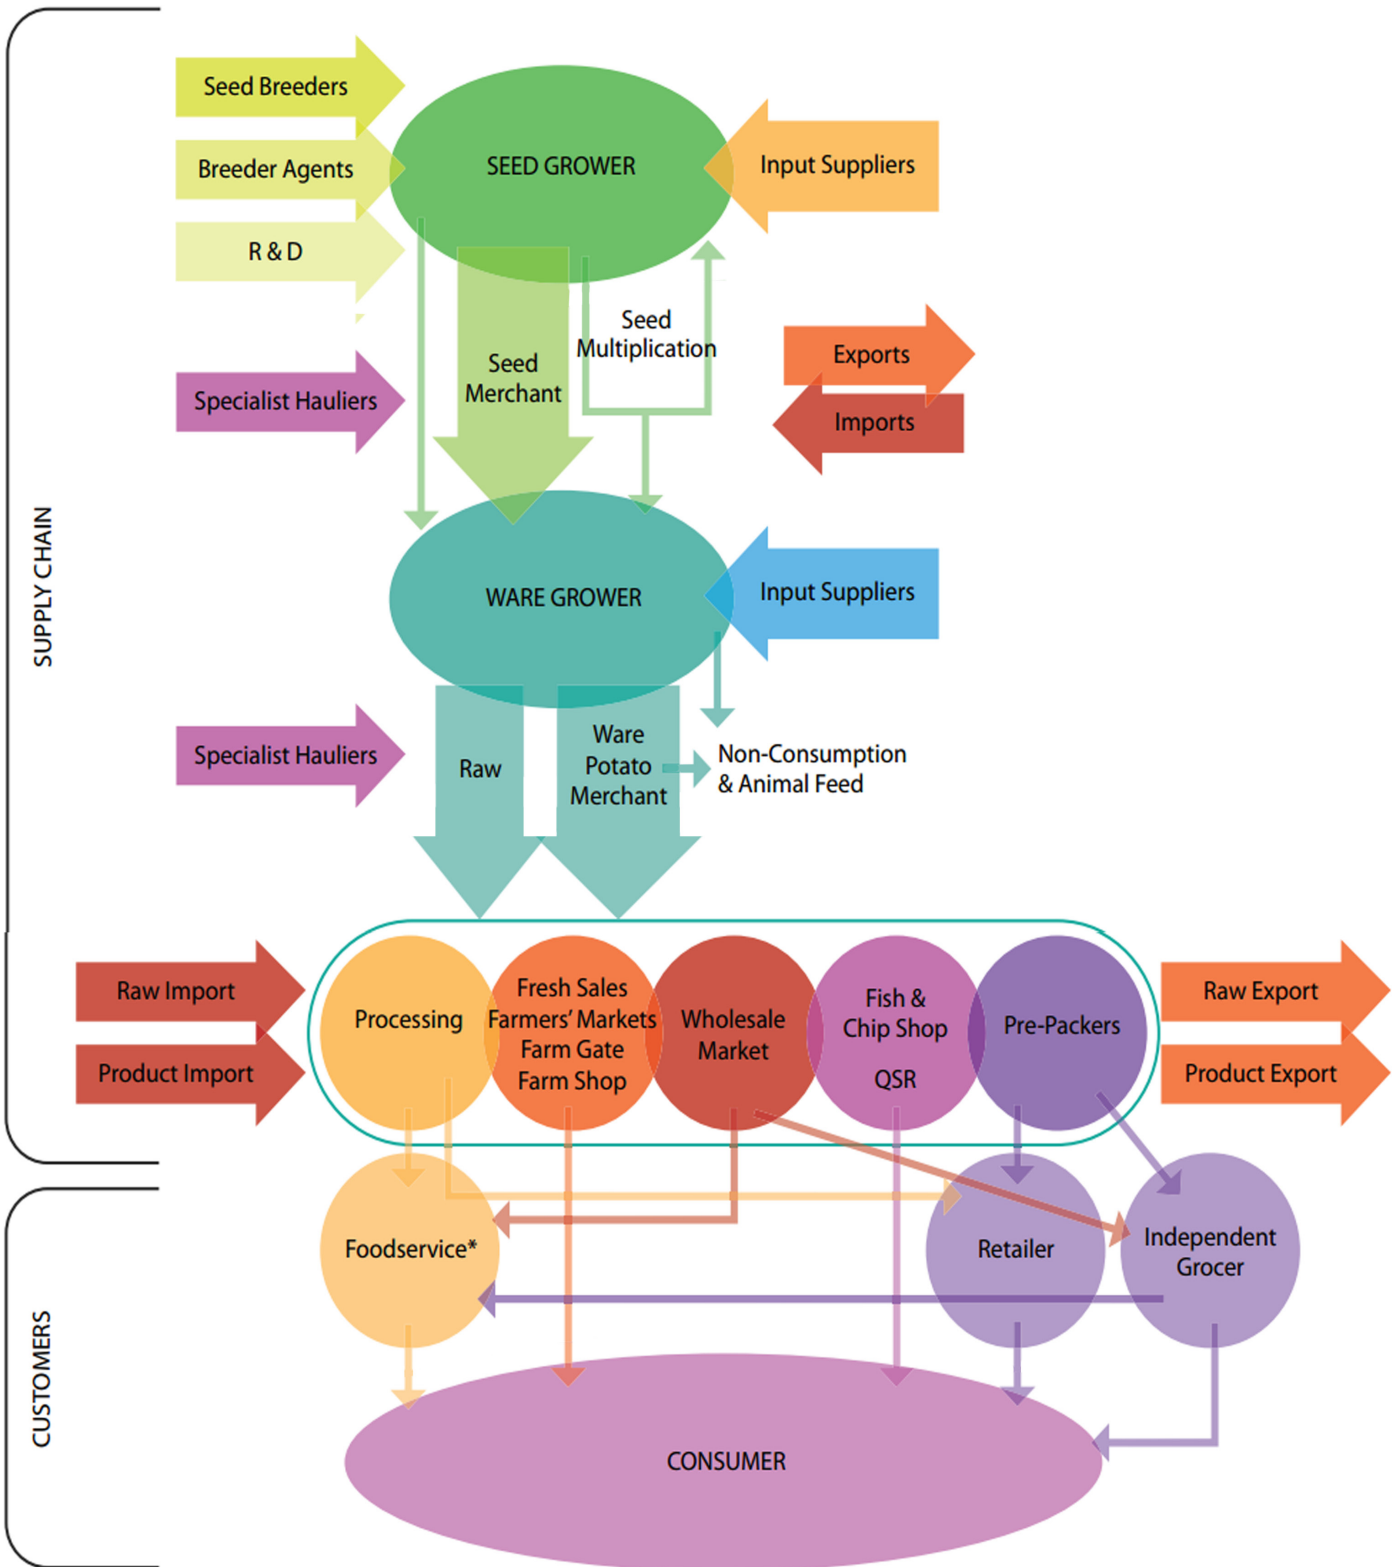 SUPPLY CHAIN
Seed Breeders
Breeder Agents
R & D
SEED GROWER
Input Suppliers
Seed
Multiplication
Seed
Merchant
Specialist Hauliers
Exports
Imports
WARE GROWER
Input Suppliers
Specialist Hauliers
Raw
Ware
Potato
Merchant
Non-Consumption
& Animal Feed
Raw Import
Product Import
Processing
Fresh Sales
Farmers' Markets
Farm Gate
Farm Shop
Wholesale
Market
Fish &
Chip Shop
QSR
Pre-Packers
Raw Export
Product Export
CUSTOMERS
Foodservice*
Retailer
Independent
Grocer
CONSUMER